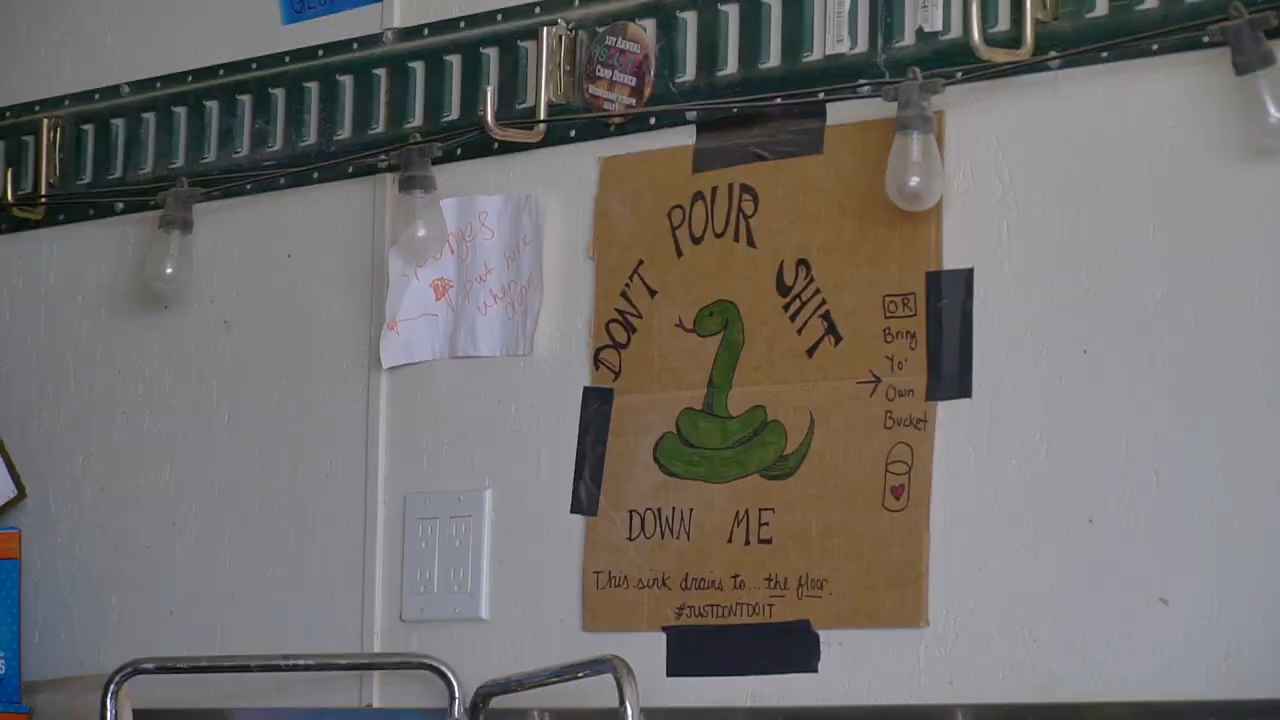 1ST ANNUAL
CAMP DINNER
sponges
put here
when
DON'T POUR SHIT
OR
Bring
Yo'
Own
Bucket
DOWN ME
This sink drains to... the floor.
#JUSTDONTDOIT